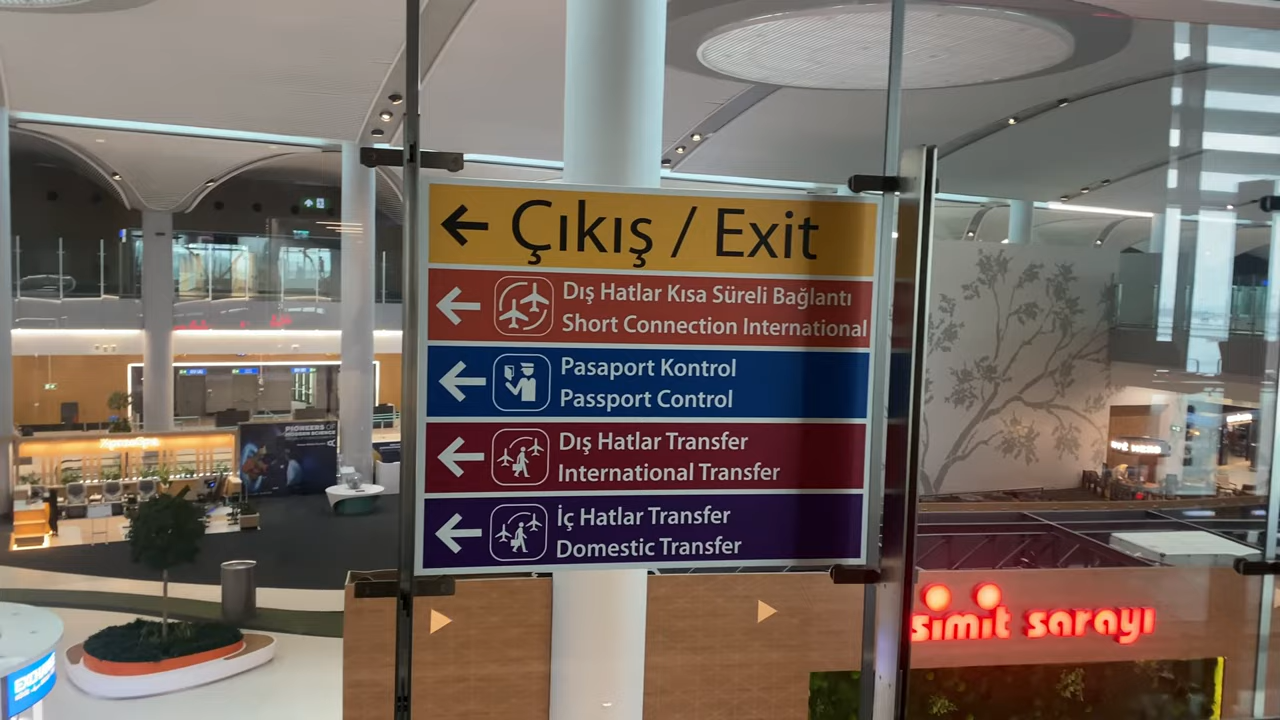 Çıkış / Exit
Dış Hatlar Kısa Süreli Bağlantı
Short Connection International
Pasaport Kontrol
Passport Control
Dış Hatlar Transfer
International Transfer
İç Hatlar Transfer
Domestic Transfer
PIONEERS OF
XpresSpa
simit sarayı